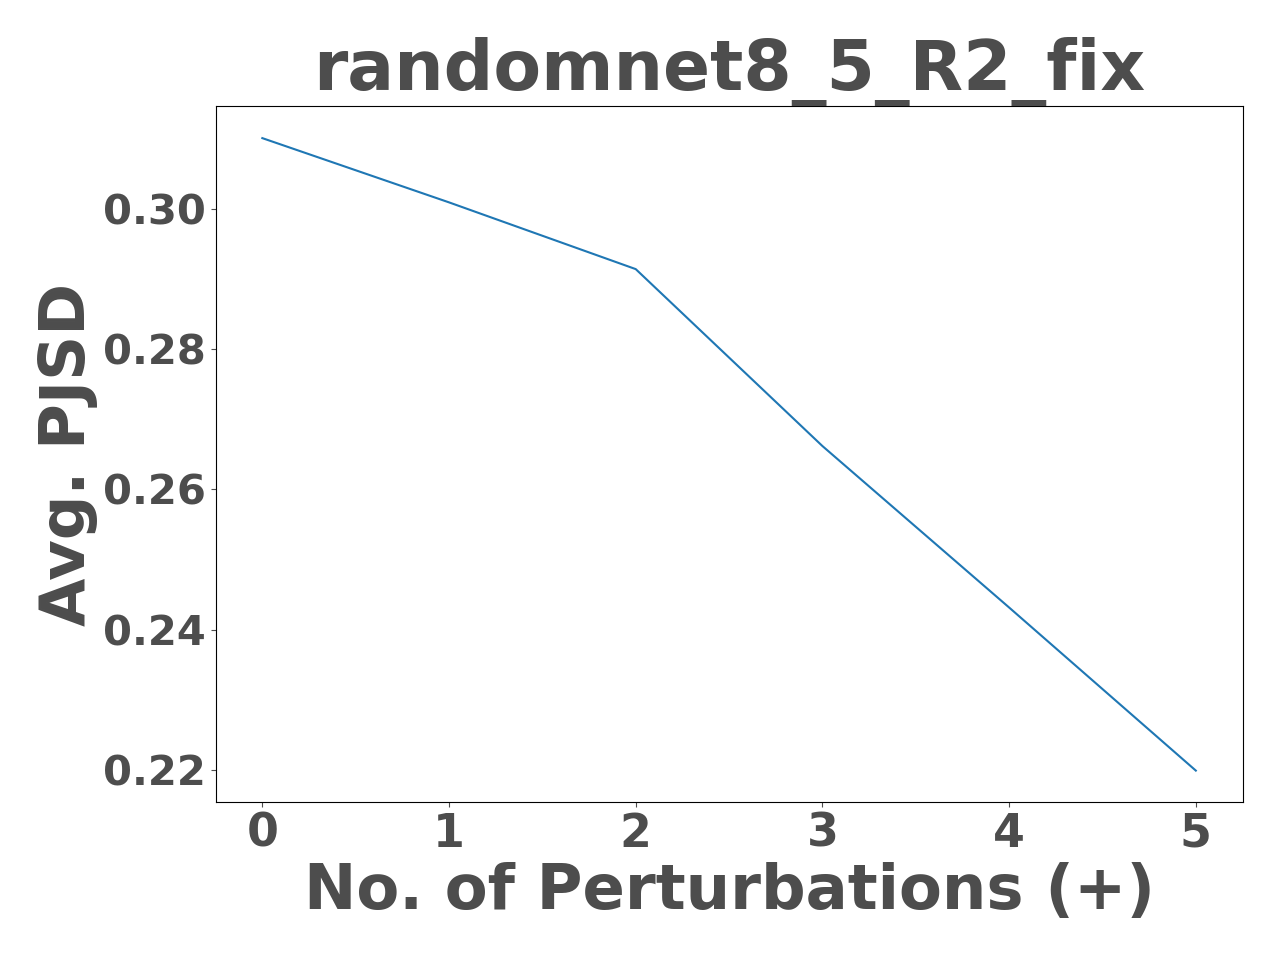 randomnet8_5_R2_fix
Avg. PJSD
0.30
0.28
0.26
0.24
0.22
0 1 2 3 4 5
No. of Perturbations (+)